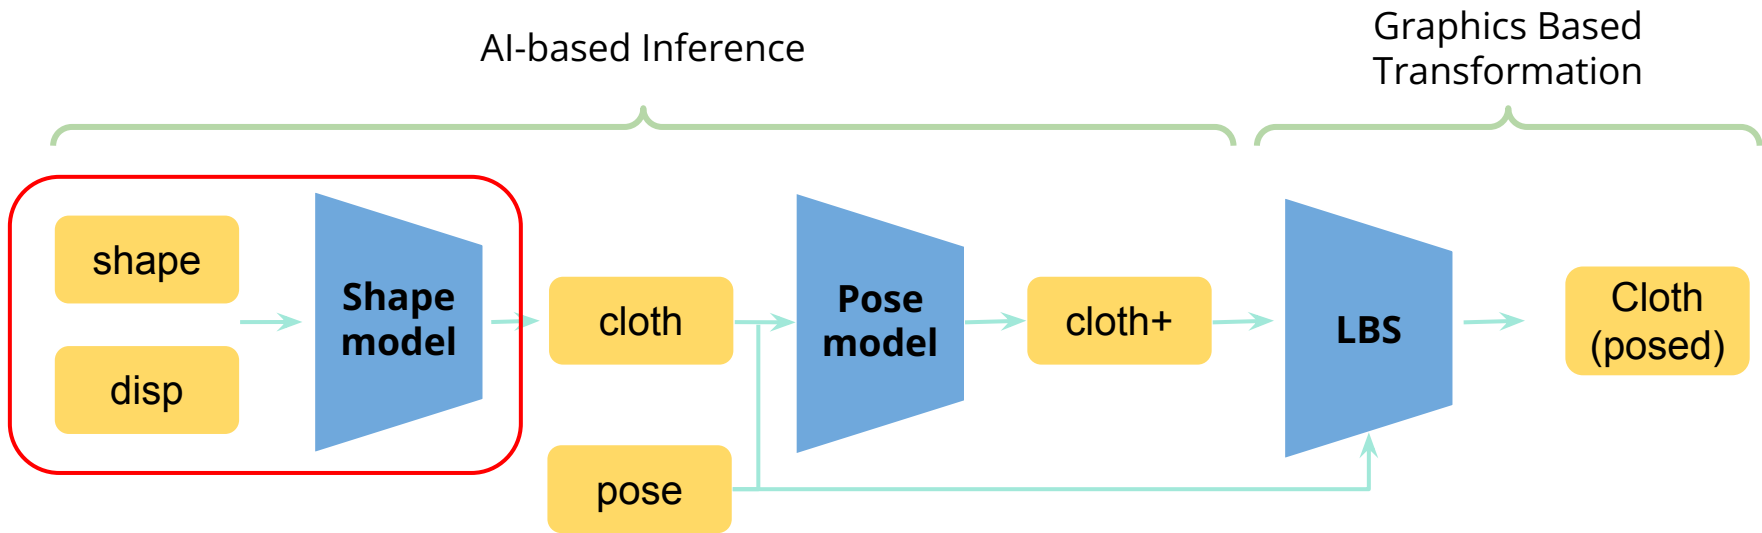 AI-based Inference
Graphics Based
Transformation
shape
disp
Shape
model
cloth
pose
Pose
model
cloth+
LBS
Cloth
(posed)